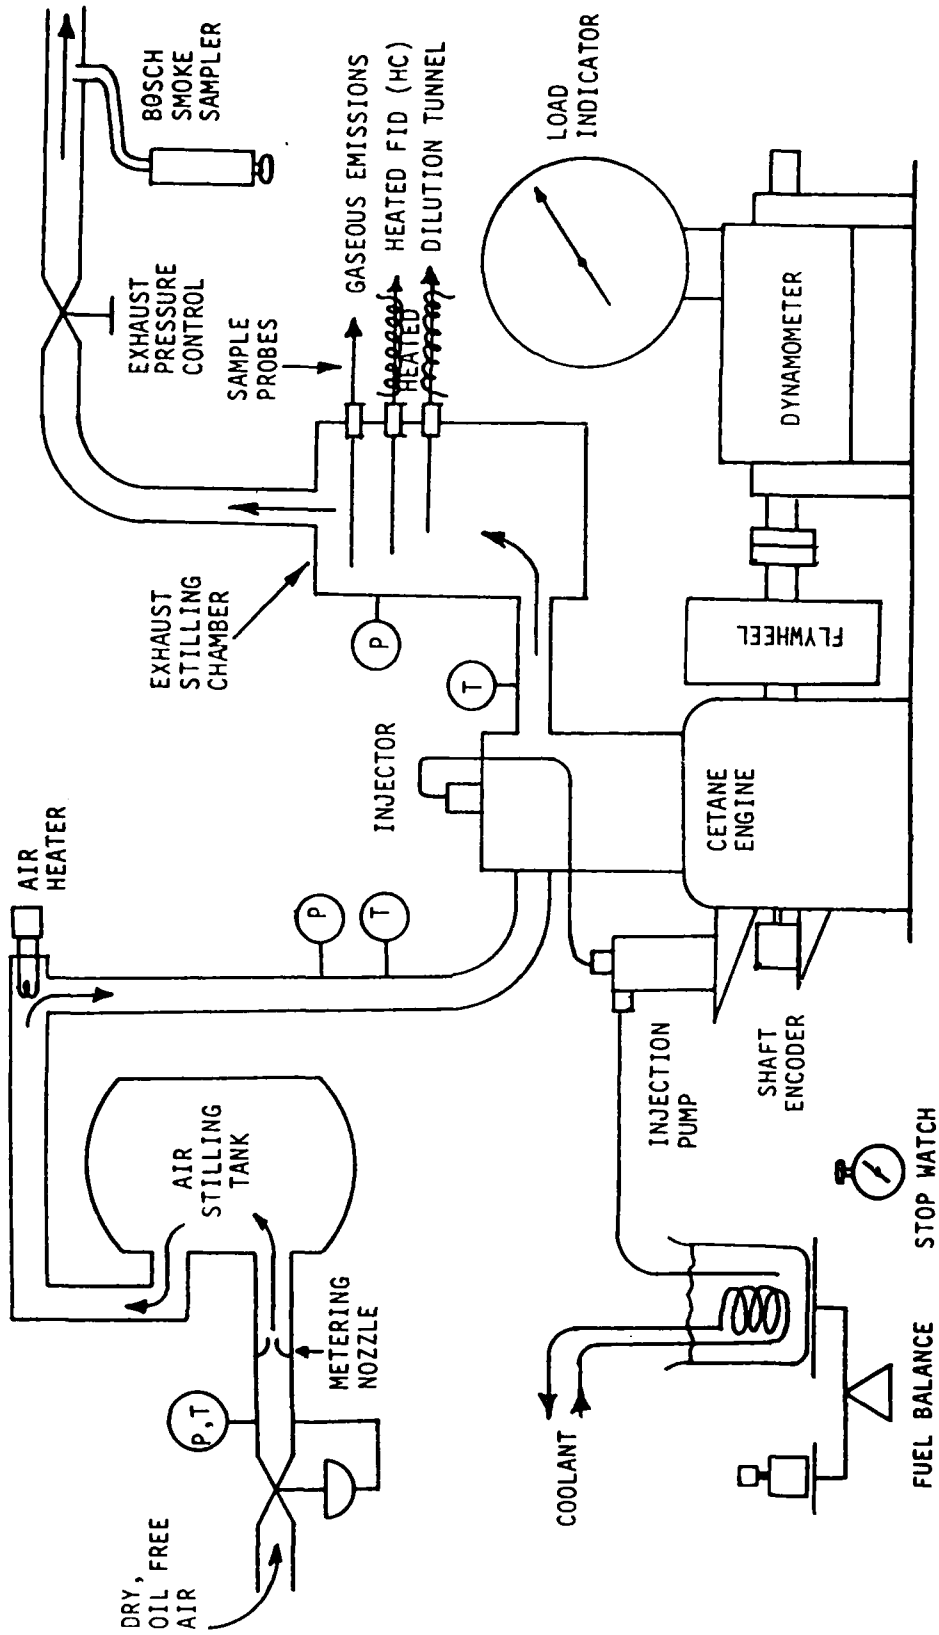 DRY,
OIL FREE
AIR
P,T
METERING
NOZZLE
AIR
STILLING
TANK
AIR
HEATER
P
T
INJECTOR
EXHAUST
STILLING
CHAMBER
P
T
SAMPLE
PROBES
EXHAUST
PRESSURE
CONTROL
BOSCH
SMOKE
SAMPLER
GASEOUS EMISSIONS
HEATED FID (HC)
HEATED
DILUTION TUNNEL
LOAD
INDICATOR
DYNAMOMETER
FLYWHEEL
CETANE
ENGINE
INJECTION
PUMP
SHAFT
ENCODER
COOLANT
FUEL BALANCE
STOP WATCH